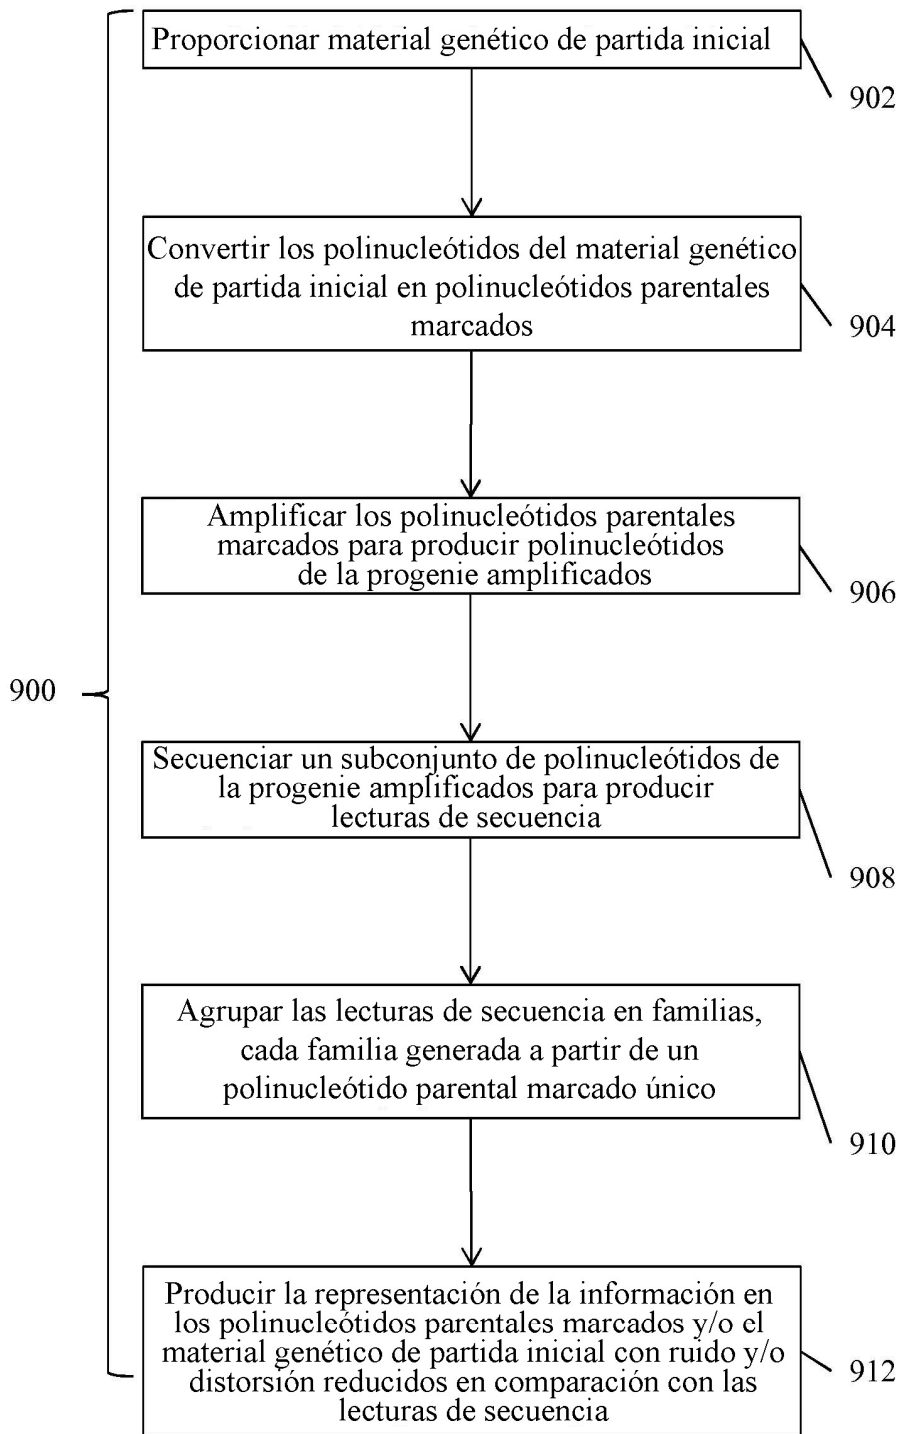 Proporcionar material genético de partida inicial
902
Convertir los polinucleótidos del material genético
de partida inicial en polinucleótidos parentales
marcados
904
Amplificar los polinucleótidos parentales
marcados para producir polinucleótidos
de la progenie amplificados
906
900
Secuenciar un subconjunto de polinucleótidos de
la progenie amplificados para producir
lecturas de secuencia
908
Agrupar las lecturas de secuencia en familias,
cada familia generada a partir de un
polinucleótido parental marcado único
910
Producir la representación de la información en
los polinucleótidos parentales marcados y/o el
material genético de partida inicial con ruido y/o
distorsión reducidos en comparación con las
lecturas de secuencia
912